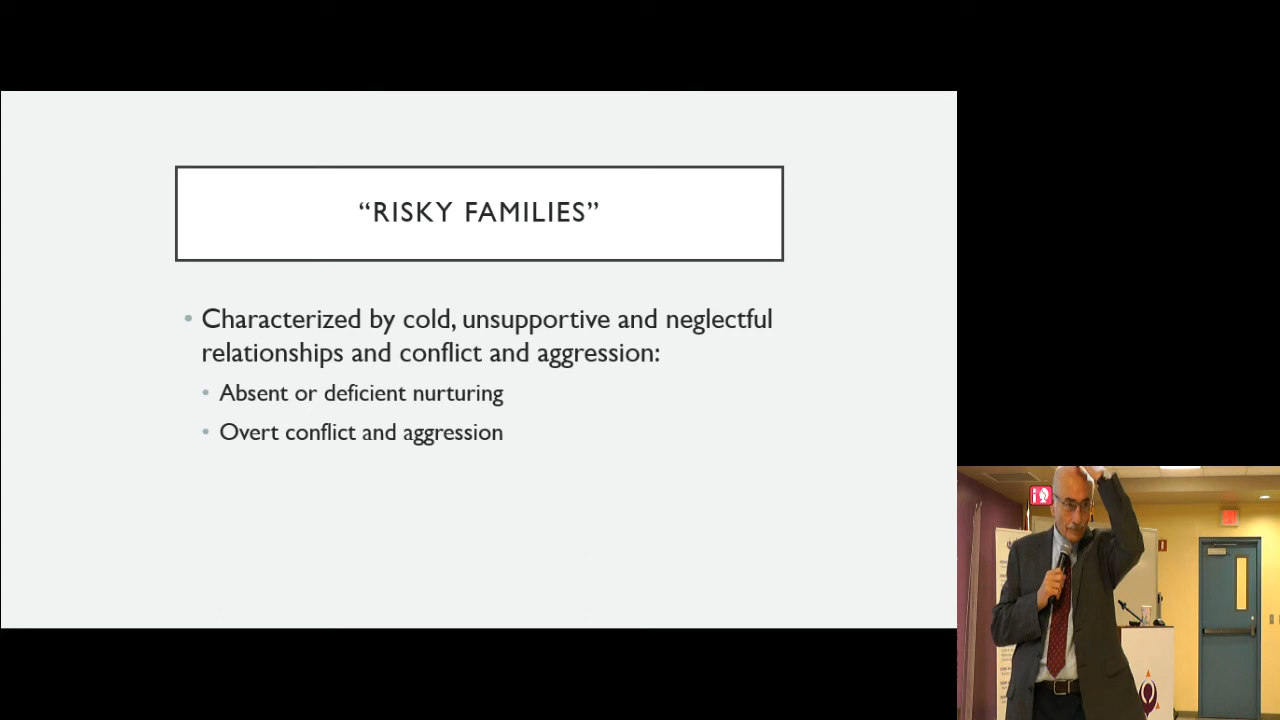 “RISKY FAMILIES”
• Characterized by cold, unsupportive and neglectful
relationships and conflict and aggression:
• Absent or deficient nurturing
• Overt conflict and aggression